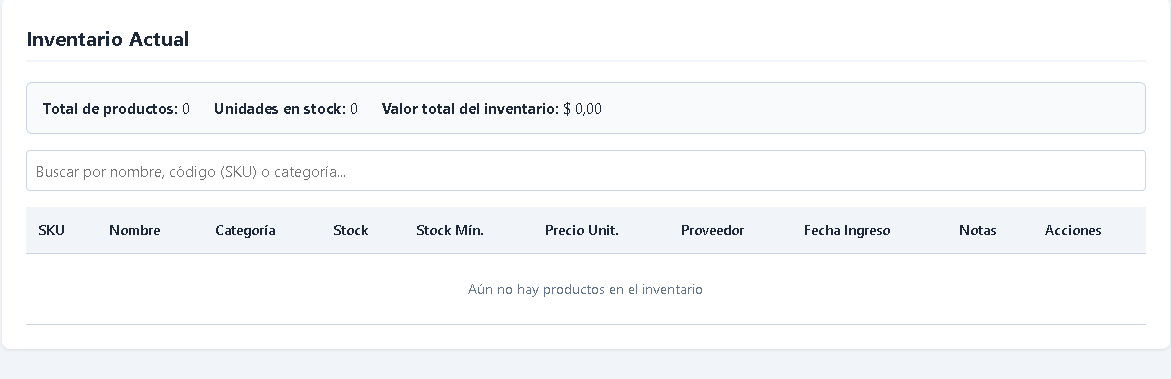 Inventario Actual
Total de productos: 0 Unidades en stock: 0 Valor total del inventario: $ 0,00
Buscar por nombre, código (SKU) o categoría...
SKU Nombre Categoría Stock Stock Mín. Precio Unit. Proveedor Fecha Ingreso Notas Acciones
Aún no hay productos en el inventario